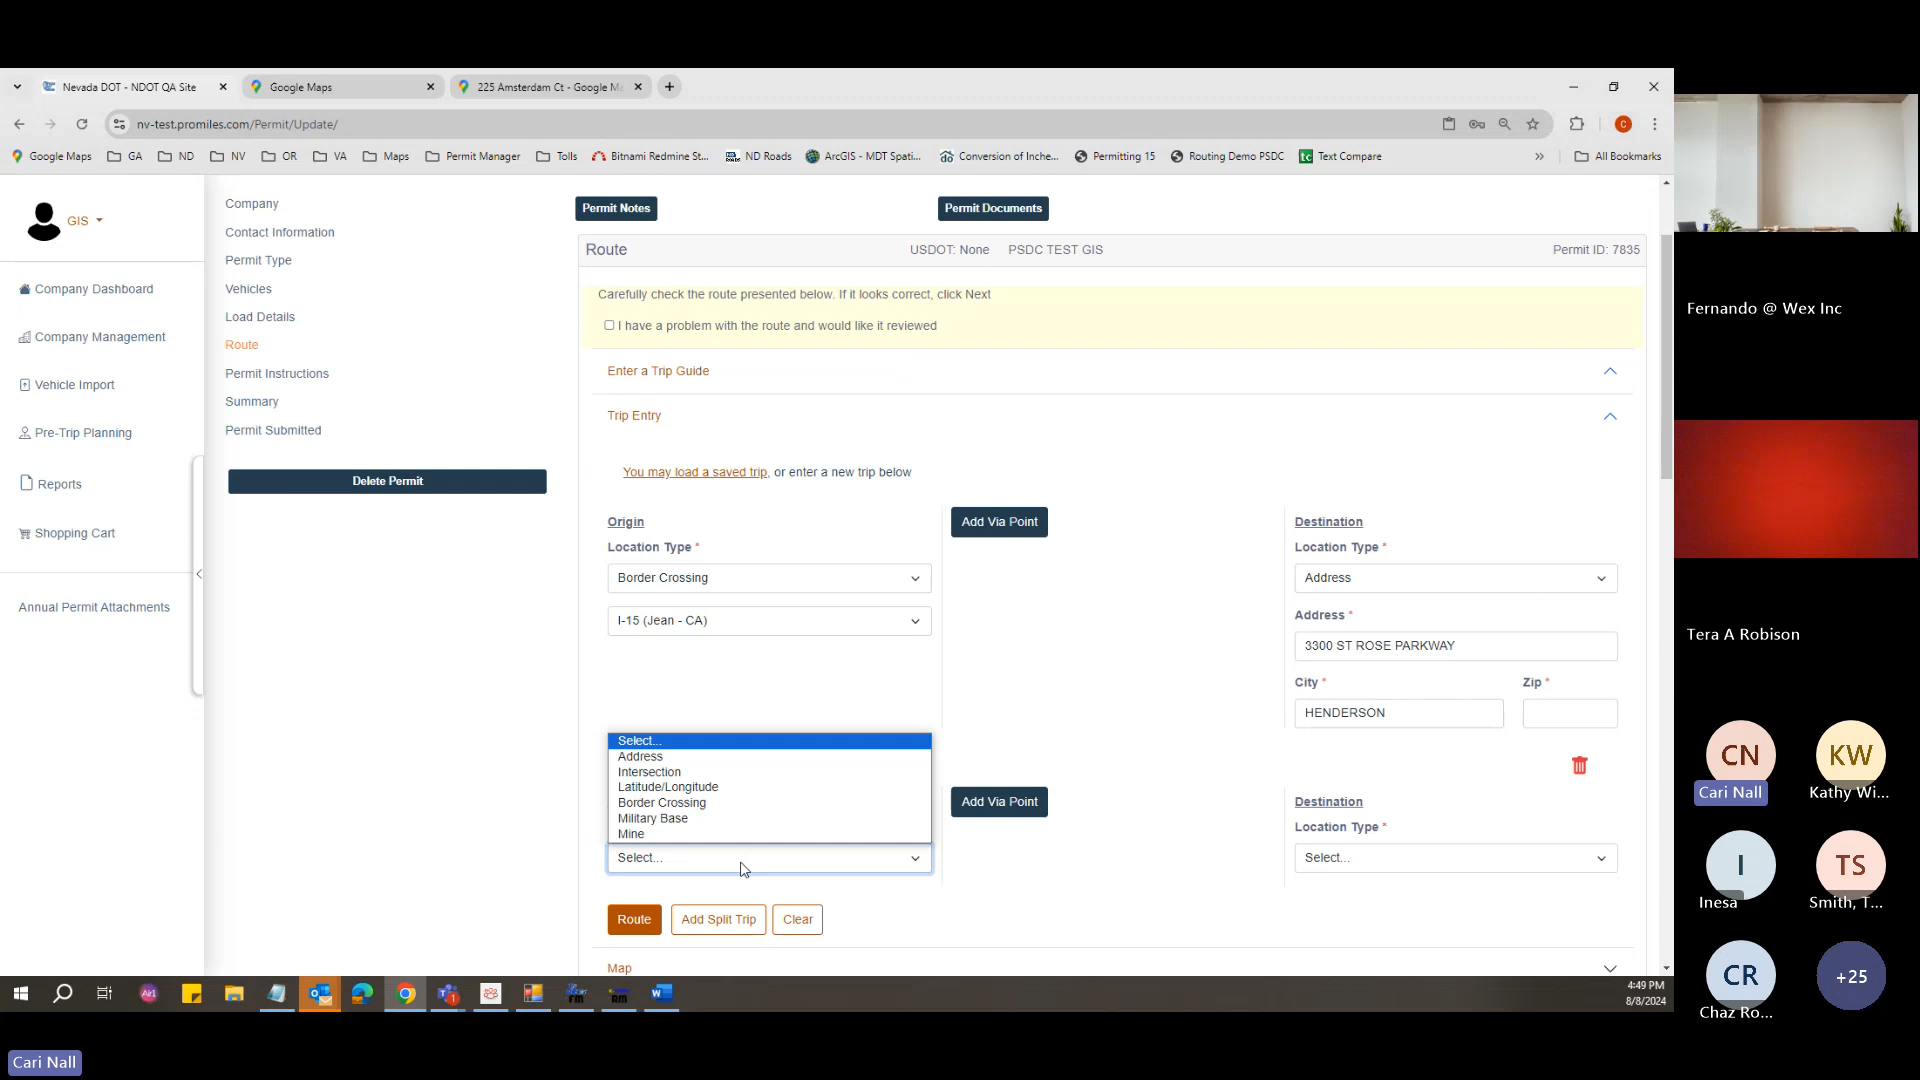 Nevada DOT - NDOT QA Site
Google Maps
225 Amsterdam Ct - Google Ma
nv-test.promiles.com/Permit/Update/
C
Google Maps
GA
ND
NV
OR
VA
Maps
Permit Manager
Tolls
Bitnami Redmine St...
ND Roads
ArcGIS - MDT Spati...
Conversion of Inche...
Permitting 15
Routing Demo PSDC
Text Compare
All Bookmarks
GIS
Company Dashboard
Company Management
Vehicle Import
Pre-Trip Planning
Reports
Shopping Cart
Annual Permit Attachments
Company
Contact Information
Permit Type
Vehicles
Load Details
Route
Permit Instructions
Summary
Permit Submitted
Delete Permit
Permit Notes
Permit Documents
Route
USDOT: None
PSDC TEST GIS
Permit ID: 7835
Carefully check the route presented below. If it looks correct, click Next
I have a problem with the route and would like it reviewed
Enter a Trip Guide
Trip Entry
You may load a saved trip, or enter a new trip below
Origin
Location Type *
Border Crossing
I-15 (Jean - CA)
Add Via Point
Destination
Location Type *
Address
Address *
3300 ST ROSE PARKWAY
City *
Zip *
HENDERSON
Select...
Address
Intersection
Latitude/Longitude
Border Crossing
Military Base
Mine
Select...
Add Via Point
Destination
Location Type *
Select...
Route
Add Split Trip
Clear
Map
4:49 PM
8/8/2024
Fernando @ Wex Inc
Tera A Robison
CN
Cari Nall
KW
Kathy Wi...
I
Inesa
TS
Smith, T...
CR
Chaz Ro...
+25
Cari Nall